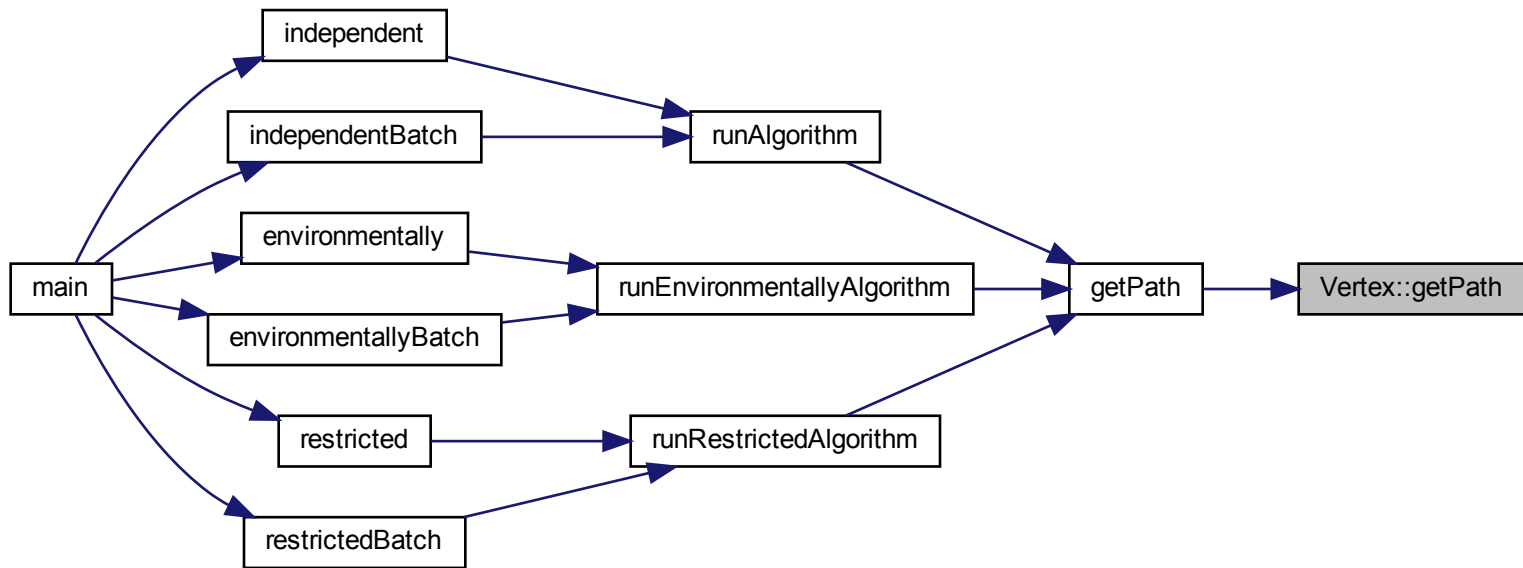 independent
independentBatch
runAlgorithm
environmentally
main
runEnvironmentallyAlgorithm
getPath
Vertex::getPath
environmentallyBatch
restricted
runRestrictedAlgorithm
restrictedBatch